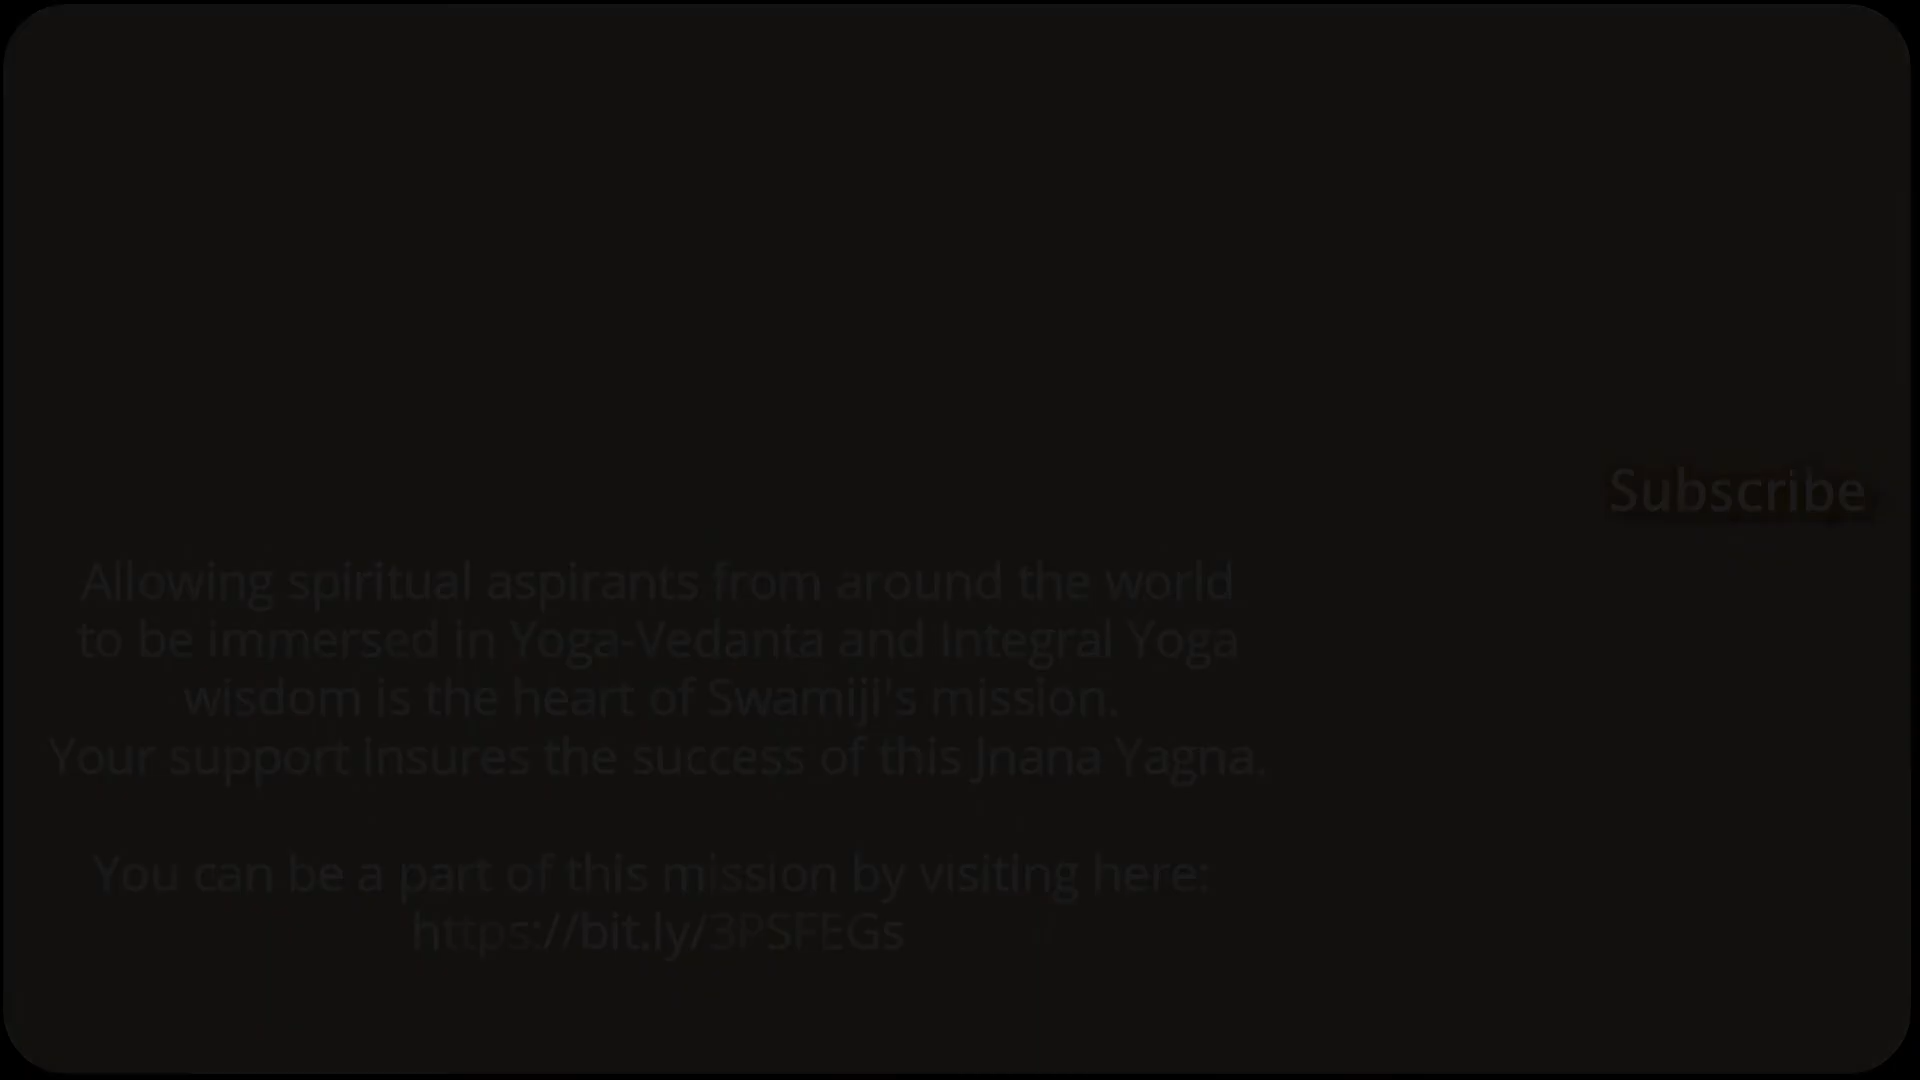 Subscribe
Allowing spiritual aspirants from around the world
to be immersed in Yoga-Vedanta and Integral Yoga
wisdom is the heart of Swamiji's mission.
Your support insures the success of this Jnana Yagna.
You can be a part of this mission by visiting here:
https://bit.ly/3PSFEGs